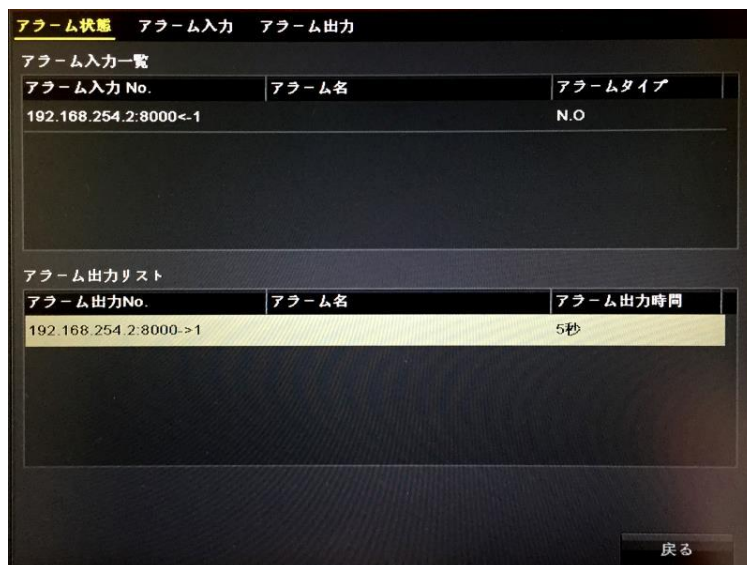 アラーム状態 アラーム入力 アラーム出力
アラーム入力一覧
アラーム入力 No. アラーム名 アラームタイプ
192.168.254.2:8000<-1 N.O
アラーム出力リスト
アラーム出力No. アラーム名 アラーム出力時間
192.168.254.2:8000->1 5秒
戻る